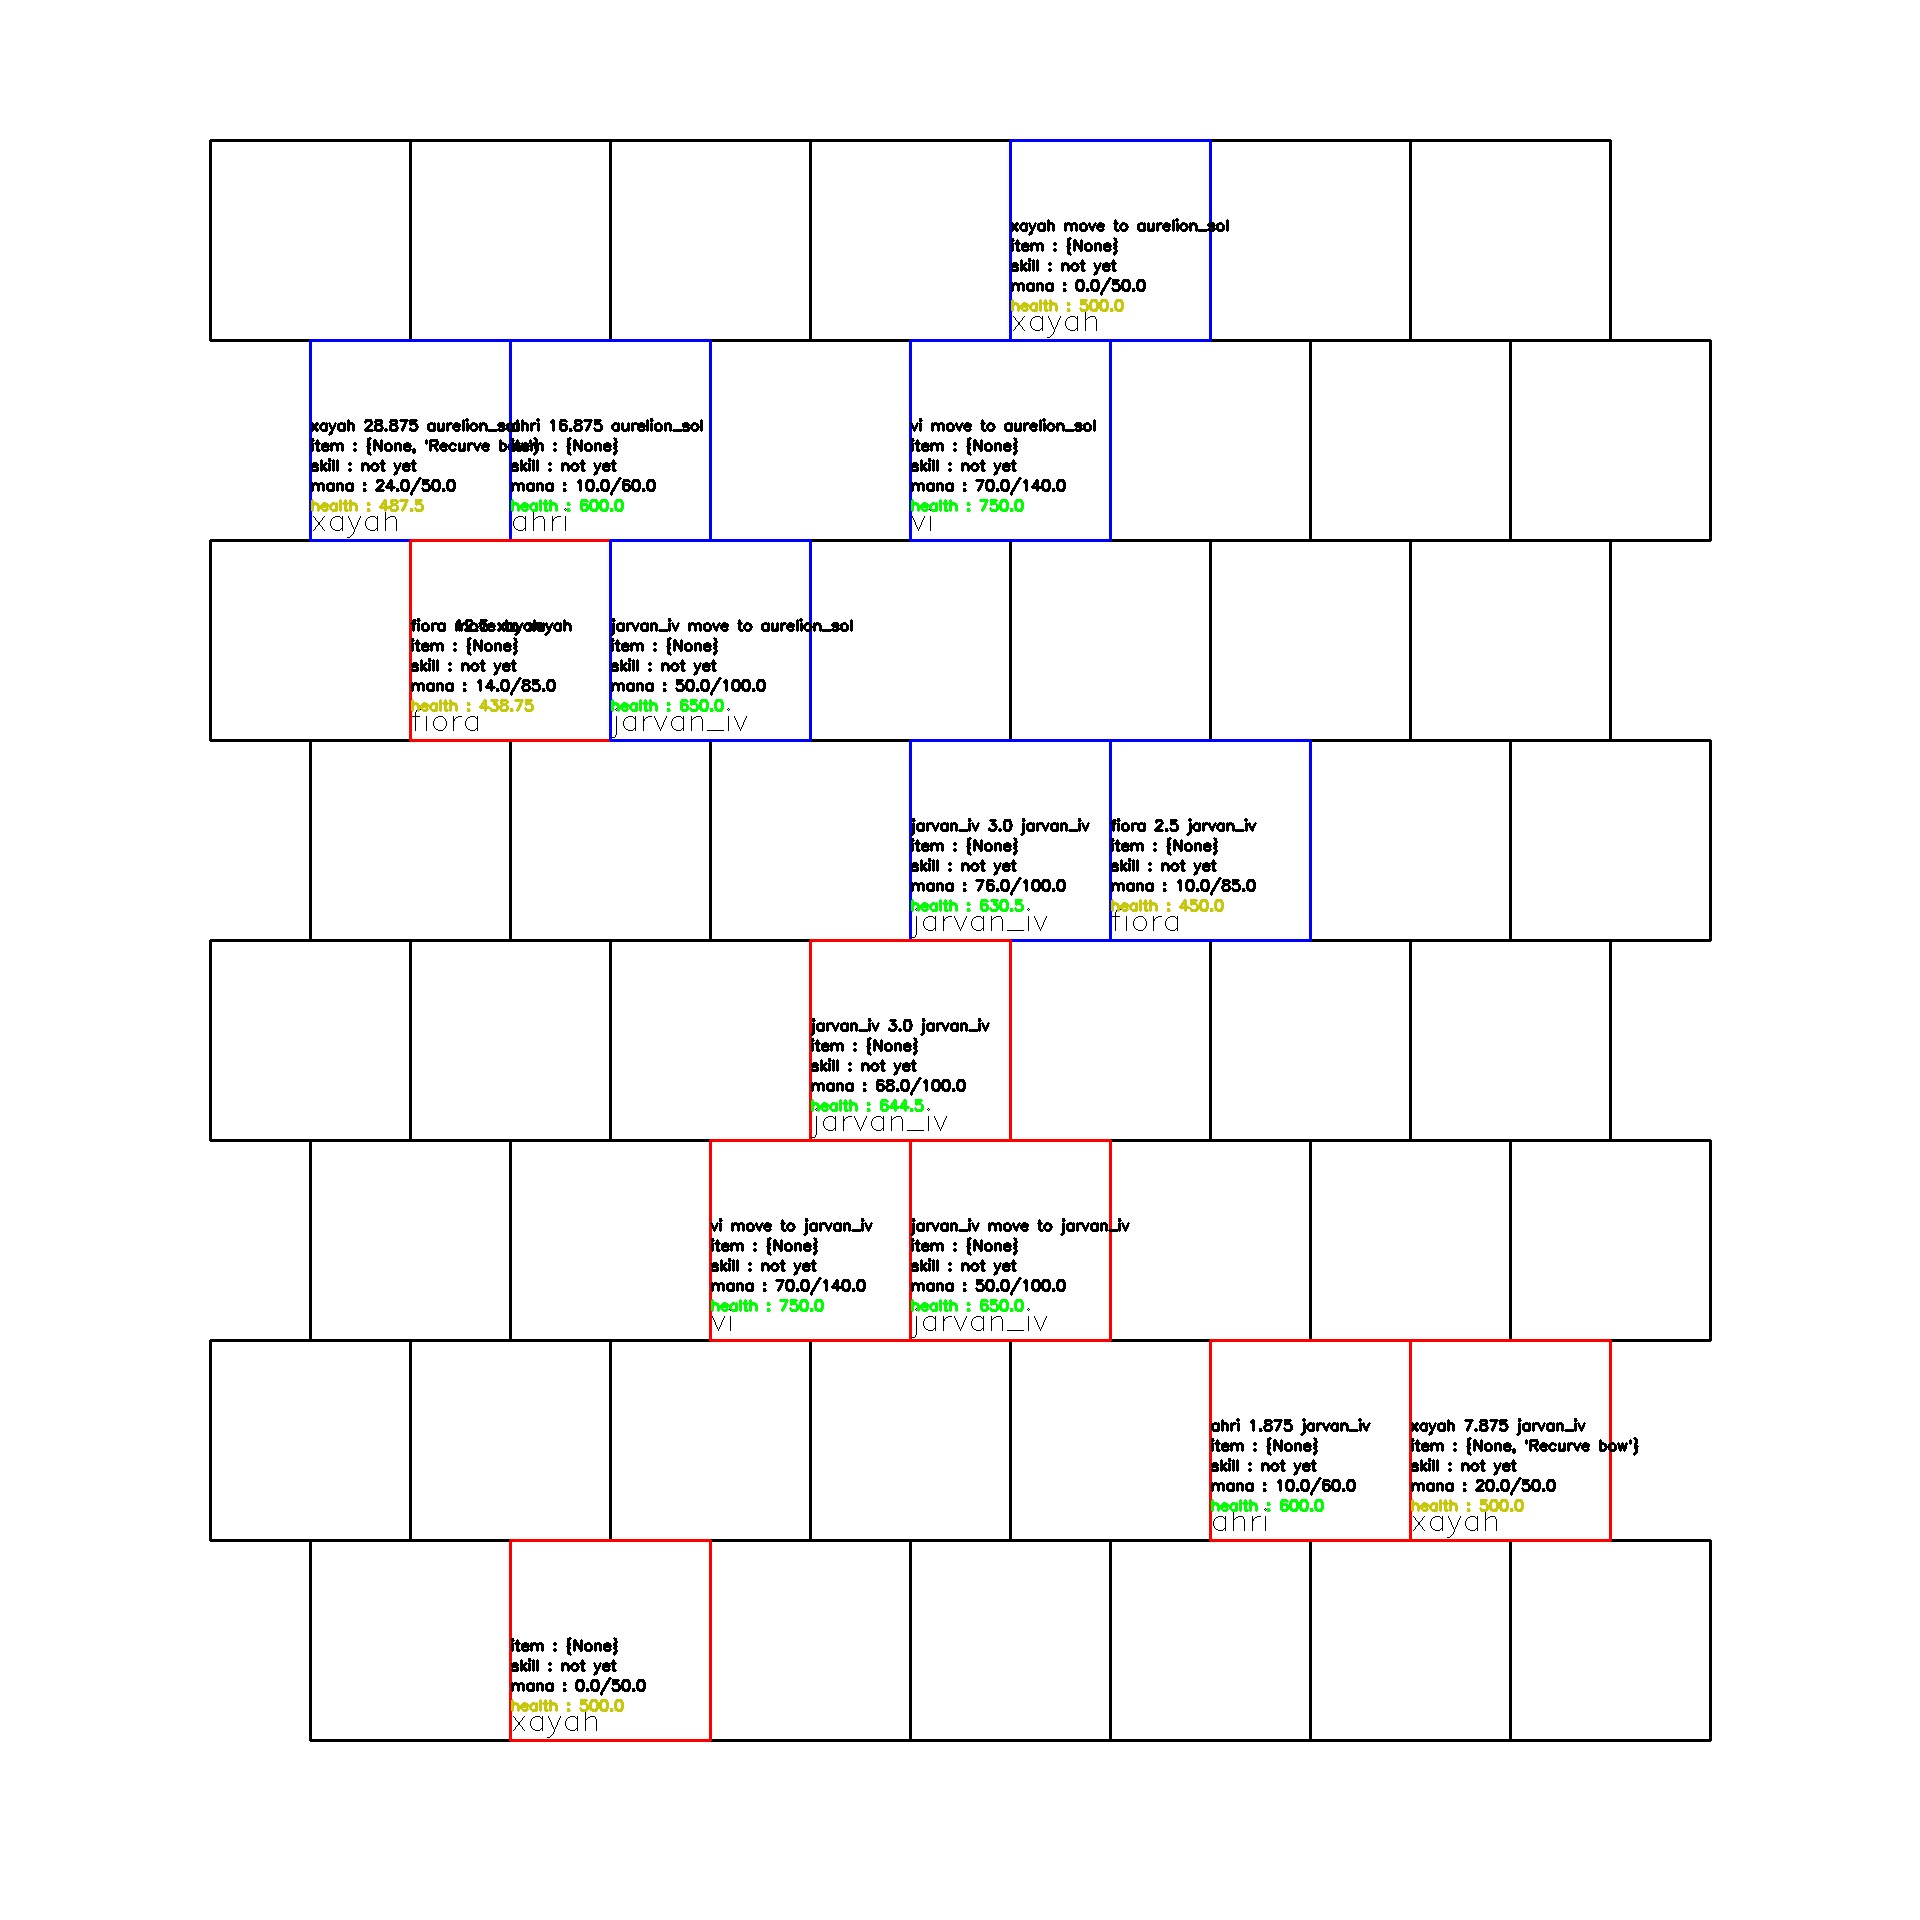 xayah move to aurelion_sol
item : {None}
skill : not yet
mana : 0.0/50.0
health : 500.0
xayah
xayah 28.875 aurelion_sol
item : {None, 'Recurve bow'}
skill : not yet
mana : 24.0/50.0
health : 487.5
xayah
ahri 16.875 aurelion_sol
item : {None}
skill : not yet
mana : 10.0/60.0
health : 600.0
ahri
vi move to aurelion_sol
item : {None}
skill : not yet
mana : 70.0/140.0
health : 750.0
vi
fiora xayah
item : {None}
skill : not yet
mana : 14.0/85.0
health : 438.75
fiora
jarvan_iv move to aurelion_sol
item : {None}
skill : not yet
mana : 50.0/100.0
health : 650.0
jarvan_iv
jarvan_iv 3.0 jarvan_iv
item : {None}
skill : not yet
mana : 76.0/100.0
health : 630.5
jarvan_iv
fiora 2.5 jarvan_iv
item : {None}
skill : not yet
mana : 10.0/85.0
health : 450.0
fiora
jarvan_iv 3.0 jarvan_iv
item : {None}
skill : not yet
mana : 68.0/100.0
health : 644.5
jarvan_iv
vi move to jarvan_iv
item : {None}
skill : not yet
mana : 70.0/140.0
health : 750.0
vi
jarvan_iv move to jarvan_iv
item : {None}
skill : not yet
mana : 50.0/100.0
health : 650.0
jarvan_iv
ahri 1.875 jarvan_iv
item : {None}
skill : not yet
mana : 10.0/60.0
health : 600.0
ahri
xayah 7.875 jarvan_iv
item : {None, 'Recurve bow'}
skill : not yet
mana : 20.0/50.0
health : 500.0
xayah
item : {None}
skill : not yet
mana : 0.0/50.0
health : 500.0
xayah